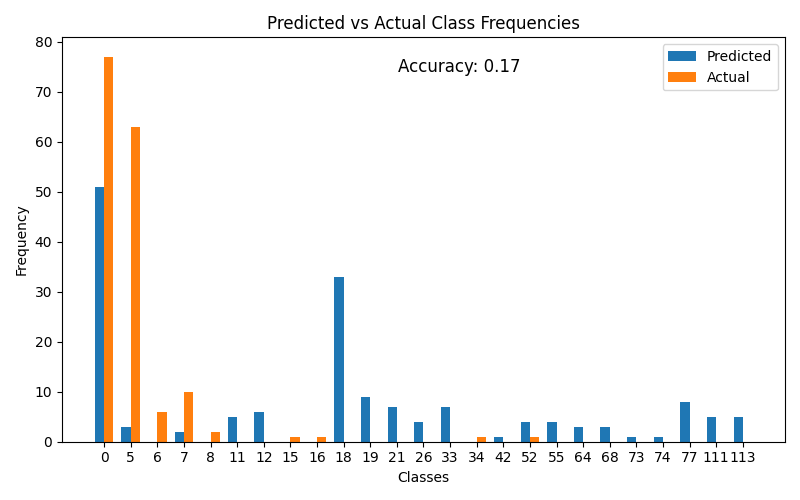 Predicted vs Actual Class Frequencies
Accuracy: 0.17
Predicted
Actual
80
70
60
50
40
30
20
10
0
Frequency
0 5 6 7 8 11 12 15 16 18 19 21 26 33 34 42 52 55 64 68 73 74 77 111 113
Classes